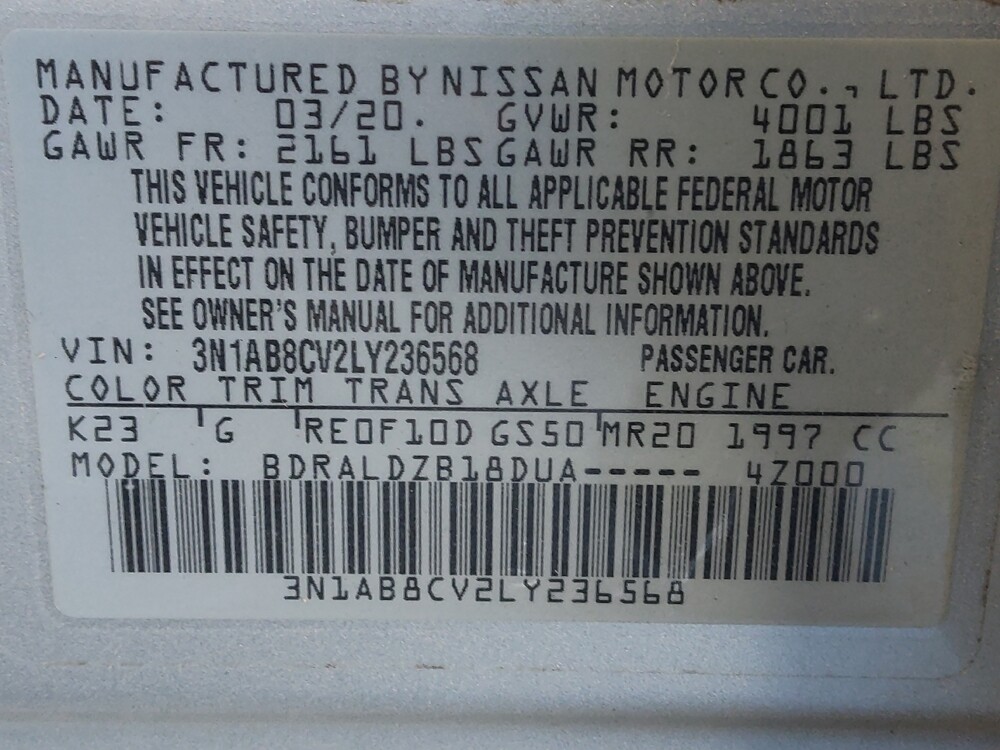 MANUFACTURED BY NISSAN MOTOR CO., LTD.
DATE: 03/20. GVWR: 4001 LBS
GAWR FR: 2161 LBS GAWR RR: 1863 LBS
THIS VEHICLE CONFORMS TO ALL APPLICABLE FEDERAL MOTOR
VEHICLE SAFETY, BUMPER AND THEFT PREVENTION STANDARDS
IN EFFECT ON THE DATE OF MANUFACTURE SHOWN ABOVE.
SEE OWNER'S MANUAL FOR ADDITIONAL INFORMATION.
VIN: 3N1AB8CV2LY236568 PASSENGER CAR.
COLOR TRIM TRANS AXLE ENGINE
K23 G RE0F10D GS50 MR20 1997 CC
MODEL: BDRALDZB18DUA----- 4Z000
3N1AB8CV2LY236568